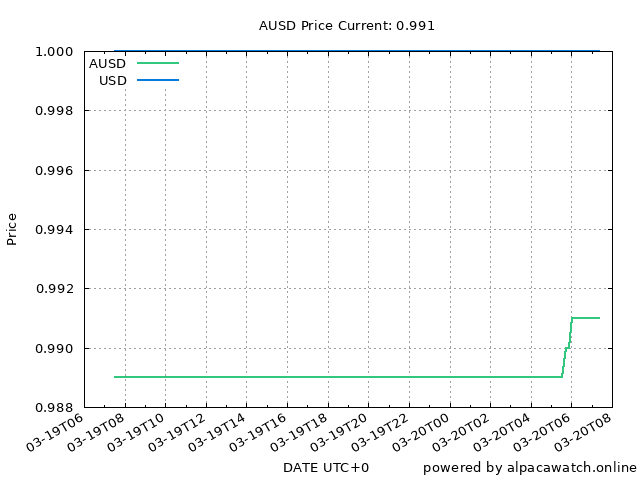 AUSD Price Current: 0.991
1.000
AUSD
USD
0.998
0.996
0.994
Price
0.992
0.990
0.988
03-19T06
03-19T08
03-19T10
03-19T12
03-19T14
03-19T16
03-19T18
03-19T20
03-19T22
03-20T00
03-20T02
03-20T04
03-20T06
03-20T08
DATE UTC+0
powered by alpacawatch.online